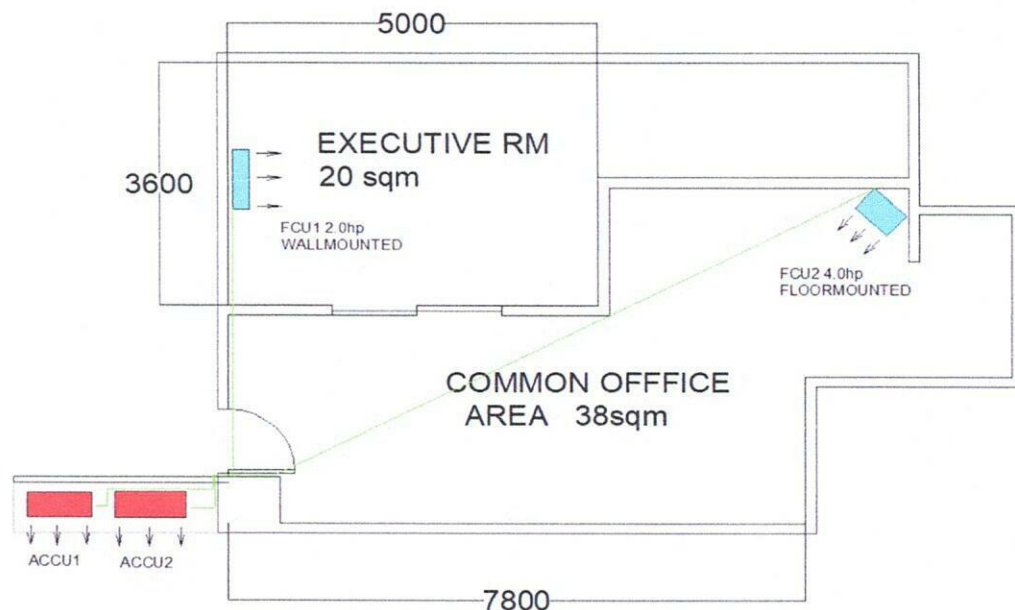 5000
EXECUTIVE RM
20 sqm
3600
FCU1 2.0hp
WALLMOUNTED
FCU2 4.0hp
FLOORMOUNTED
COMMON OFFFICE
AREA 38sqm
ACCU1
ACCU2
7800